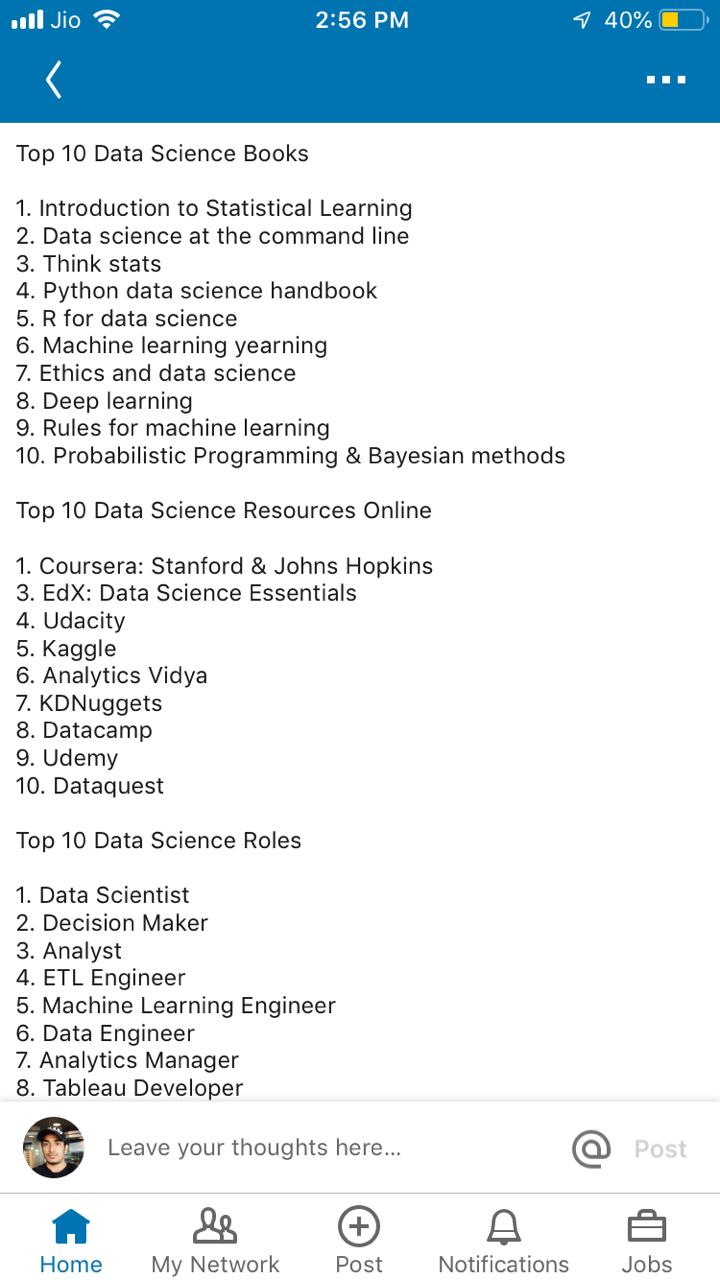 Jio
2:56 PM
40%
Top 10 Data Science Books
1. Introduction to Statistical Learning
2. Data science at the command line
3. Think stats
4. Python data science handbook
5. R for data science
6. Machine learning yearning
7. Ethics and data science
8. Deep learning
9. Rules for machine learning
10. Probabilistic Programming & Bayesian methods
Top 10 Data Science Resources Online
1. Coursera: Stanford & Johns Hopkins
3. EdX: Data Science Essentials
4. Udacity
5. Kaggle
6. Analytics Vidya
7. KDNuggets
8. Datacamp
9. Udemy
10. Dataquest
Top 10 Data Science Roles
1. Data Scientist
2. Decision Maker
3. Analyst
4. ETL Engineer
5. Machine Learning Engineer
6. Data Engineer
7. Analytics Manager
8. Tableau Developer
Leave your thoughts here... @ Post
Home My Network Post Notifications Jobs